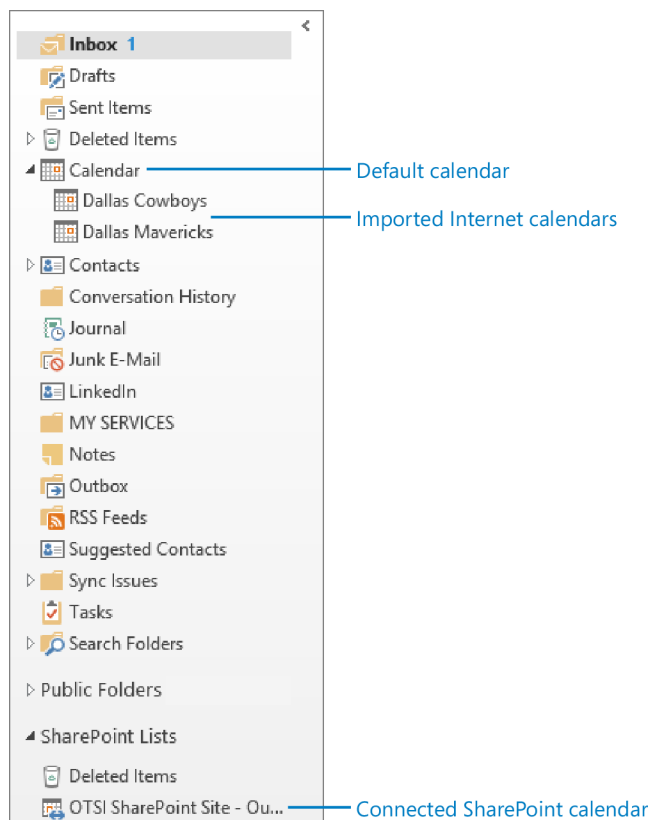 Inbox 1
Drafts
Sent Items
Deleted Items
Calendar
Default calendar
Dallas Cowboys
Imported Internet calendars
Dallas Mavericks
Contacts
Conversation History
Journal
Junk E-Mail
LinkedIn
MY SERVICES
Notes
Outbox
RSS Feeds
Suggested Contacts
Sync Issues
Tasks
Search Folders
Public Folders
SharePoint Lists
Deleted Items
OTSI SharePoint Site - Ou...
Connected SharePoint calendar